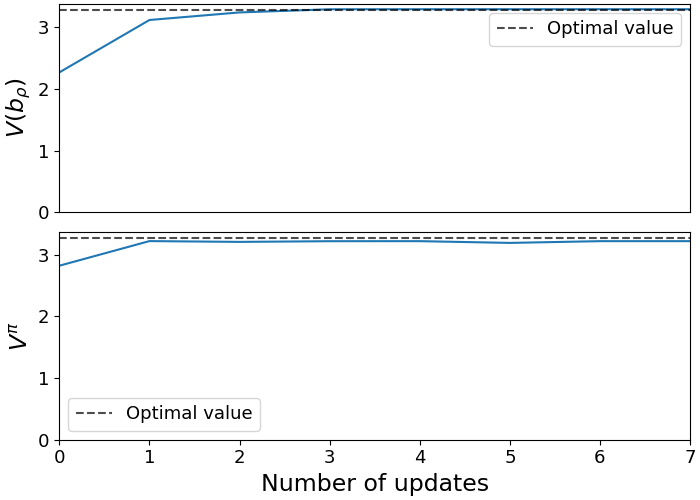 3
2
1
0
V(b_ρ)
Optimal value
3
2
1
0
V^π
Optimal value
0 1 2 3 4 5 6 7
Number of updates